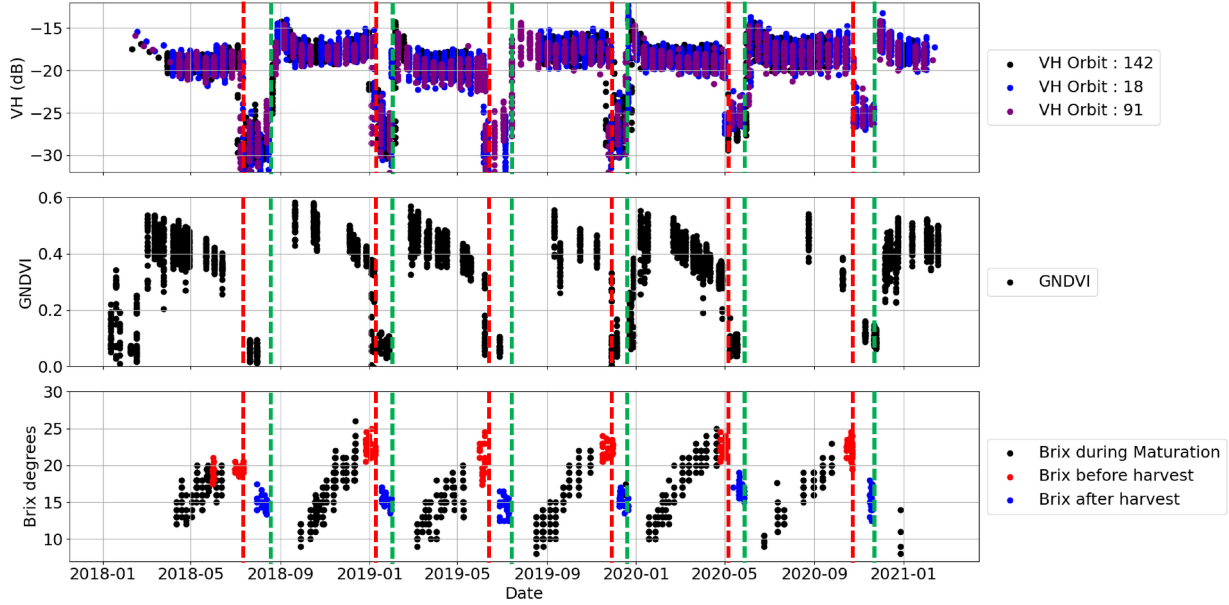 −15
−20
−25
−30
VH (dB)
VH Orbit : 142
VH Orbit : 18
VH Orbit : 91
0.6
0.4
0.2
0.0
GNDVI
GNDVI
30
25
20
15
10
Brix degrees
Brix during Maturation
Brix before harvest
Brix after harvest
2018-01 2018-05 2018-09 2019-01 2019-05 2019-09 2020-01 2020-05 2020-09 2021-01
Date